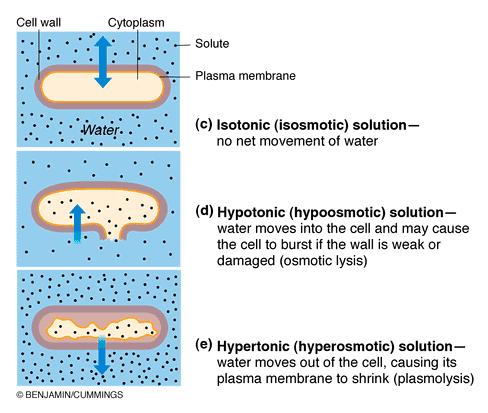 Cell wall
Cytoplasm
Solute
Plasma membrane
Water
(c) Isotonic (isosmotic) solution—
no net movement of water
(d) Hypotonic (hypoosmotic) solution—
water moves into the cell and may cause
the cell to burst if the wall is weak or
damaged (osmotic lysis)
(e) Hypertonic (hyperosmotic) solution—
water moves out of the cell, causing its
plasma membrane to shrink (plasmolysis)
© BENJAMIN/CUMMINGS